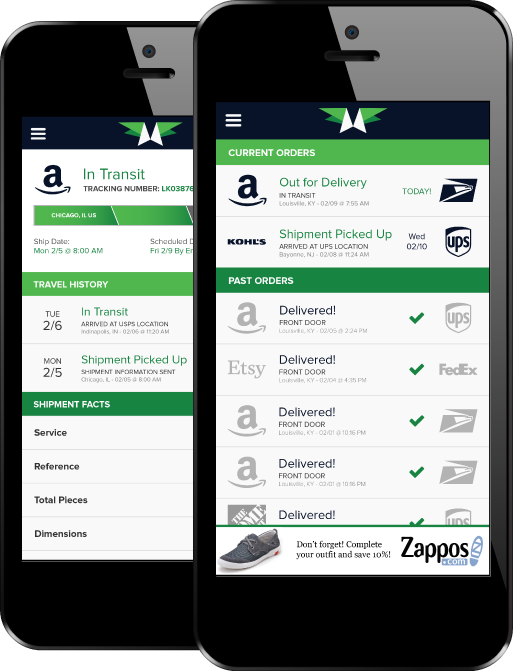 a
In Transit
TRACKING NUMBER: LK03876
CHICAGO, IL US
Ship Date:
Mon 2/5 @ 8:00 AM
Scheduled D
Fri 2/9 By En
TRAVEL HISTORY
TUE
2/6
In Transit
ARRIVED AT USPS LOCATION
Indinapolis, IN - 02/06 @ 11:20 AM
MON
2/5
Shipment Picked Up
SHIPMENT INFORMATION SENT
Chicago, IL - 02/05 @ 8:00 AM
SHIPMENT FACTS
Service
Reference
Total Pieces
Dimensions
CURRENT ORDERS
a
Out for Delivery
IN TRANSIT
Louisville, KY - 02/09 @ 7:55 AM
TODAY!
KOHL'S
Shipment Picked Up
ARRIVED AT UPS LOCATION
Bayonne, NJ - 02/08 @ 11:24 AM
Wed
02/10
ups
PAST ORDERS
a
Delivered!
FRONT DOOR
Louisville, KY - 02/05 @ 2:24 PM
ups
Etsy
Delivered!
FRONT DOOR
Louisville, KY - 02/04 @ 4:35 PM
FedEx
a
Delivered!
FRONT DOOR
Louisville, KY - 02/01 @ 10:16 PM
a
Delivered!
FRONT DOOR
Louisville, KY - 02/01 @ 10:16 PM
THE
Delivered!
ups
Don't forget! Complete
your outfit and save 10%!
Zappos
.com